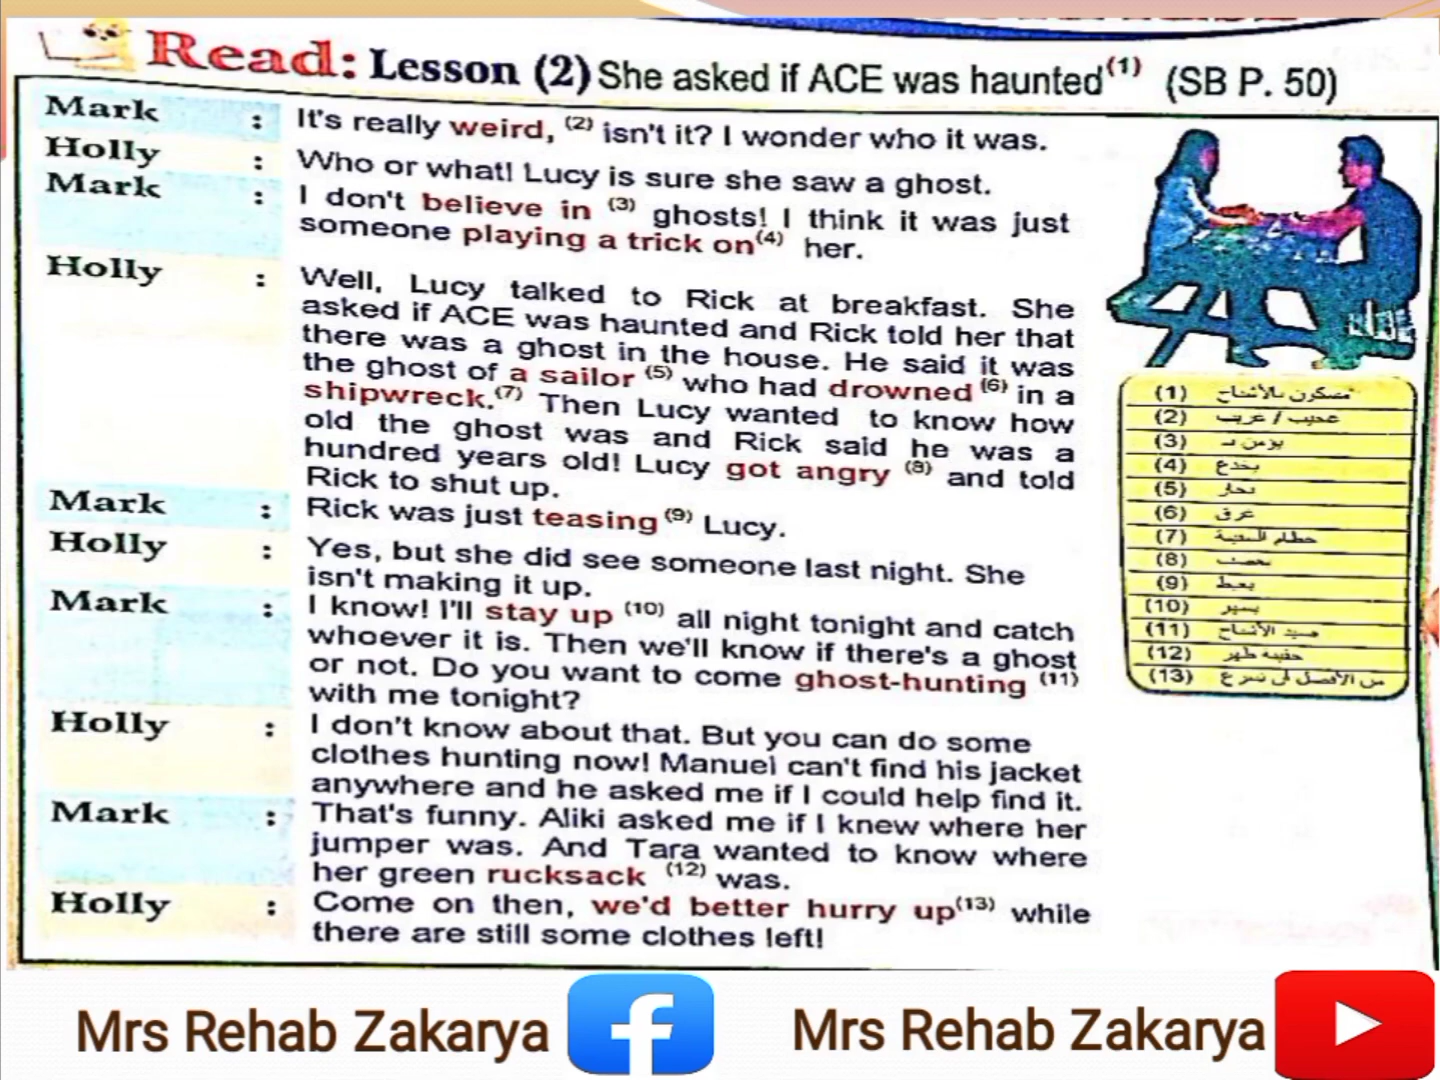 Read: Lesson (2) She asked if ACE was haunted(1) (SB P. 50)
Mark : It's really weird, (2) isn't it? I wonder who it was.
Holly : Who or what! Lucy is sure she saw a ghost.
Mark : I don't believe in (3) ghosts! I think it was just
someone playing a trick on(4) her.
Holly : Well, Lucy talked to Rick at breakfast. She
asked if ACE was haunted and Rick told her that
there was a ghost in the house. He said it was
the ghost of a sailor (5) who had drowned (6) in a
shipwreck.(7) Then Lucy wanted to know how
old the ghost was and Rick said he was a
hundred years old! Lucy got angry (8) and told
Rick to shut up.
Mark : Rick was just teasing (9) Lucy.
Holly : Yes, but she did see someone last night. She
isn't making it up.
Mark : I know! I'll stay up (10) all night tonight and catch
whoever it is. Then we'll know if there's a ghost
or not. Do you want to come ghost-hunting (11)
with me tonight?
Holly : I don't know about that. But you can do some
clothes hunting now! Manuel can't find his jacket
anywhere and he asked me if I could help find it.
Mark : That's funny. Aliki asked me if I knew where her
jumper was. And Tara wanted to know where
her green rucksack (12) was.
Holly : Come on then, we'd better hurry up(13) while
there are still some clothes left!
(1) مسكون بالأشباح
(2) عجيب / غريب
(3) يؤمن بـ
(4) يخدع
(5) بحار
(6) غرق
(7) حطام السفينة
(8) يغضب
(9) يغيظ
(10) يسهر
(11) صيد الأشباح
(12) حقيبة ظهر
(13) من الأفضل أن نسرع
Mrs Rehab Zakarya
Mrs Rehab Zakarya